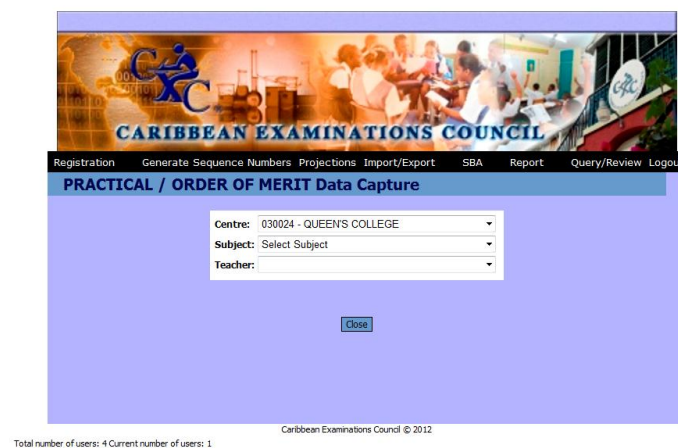 CXC
CARIBBEAN EXAMINATIONS COUNCIL
Registration Generate Sequence Numbers Projections Import/Export SBA Report Query/Review Logou
PRACTICAL / ORDER OF MERIT Data Capture
Centre: 030024 - QUEEN'S COLLEGE
Subject: Select Subject
Teacher:
Close
Caribbean Examinations Council © 2012
Total number of users: 4 Current number of users: 1